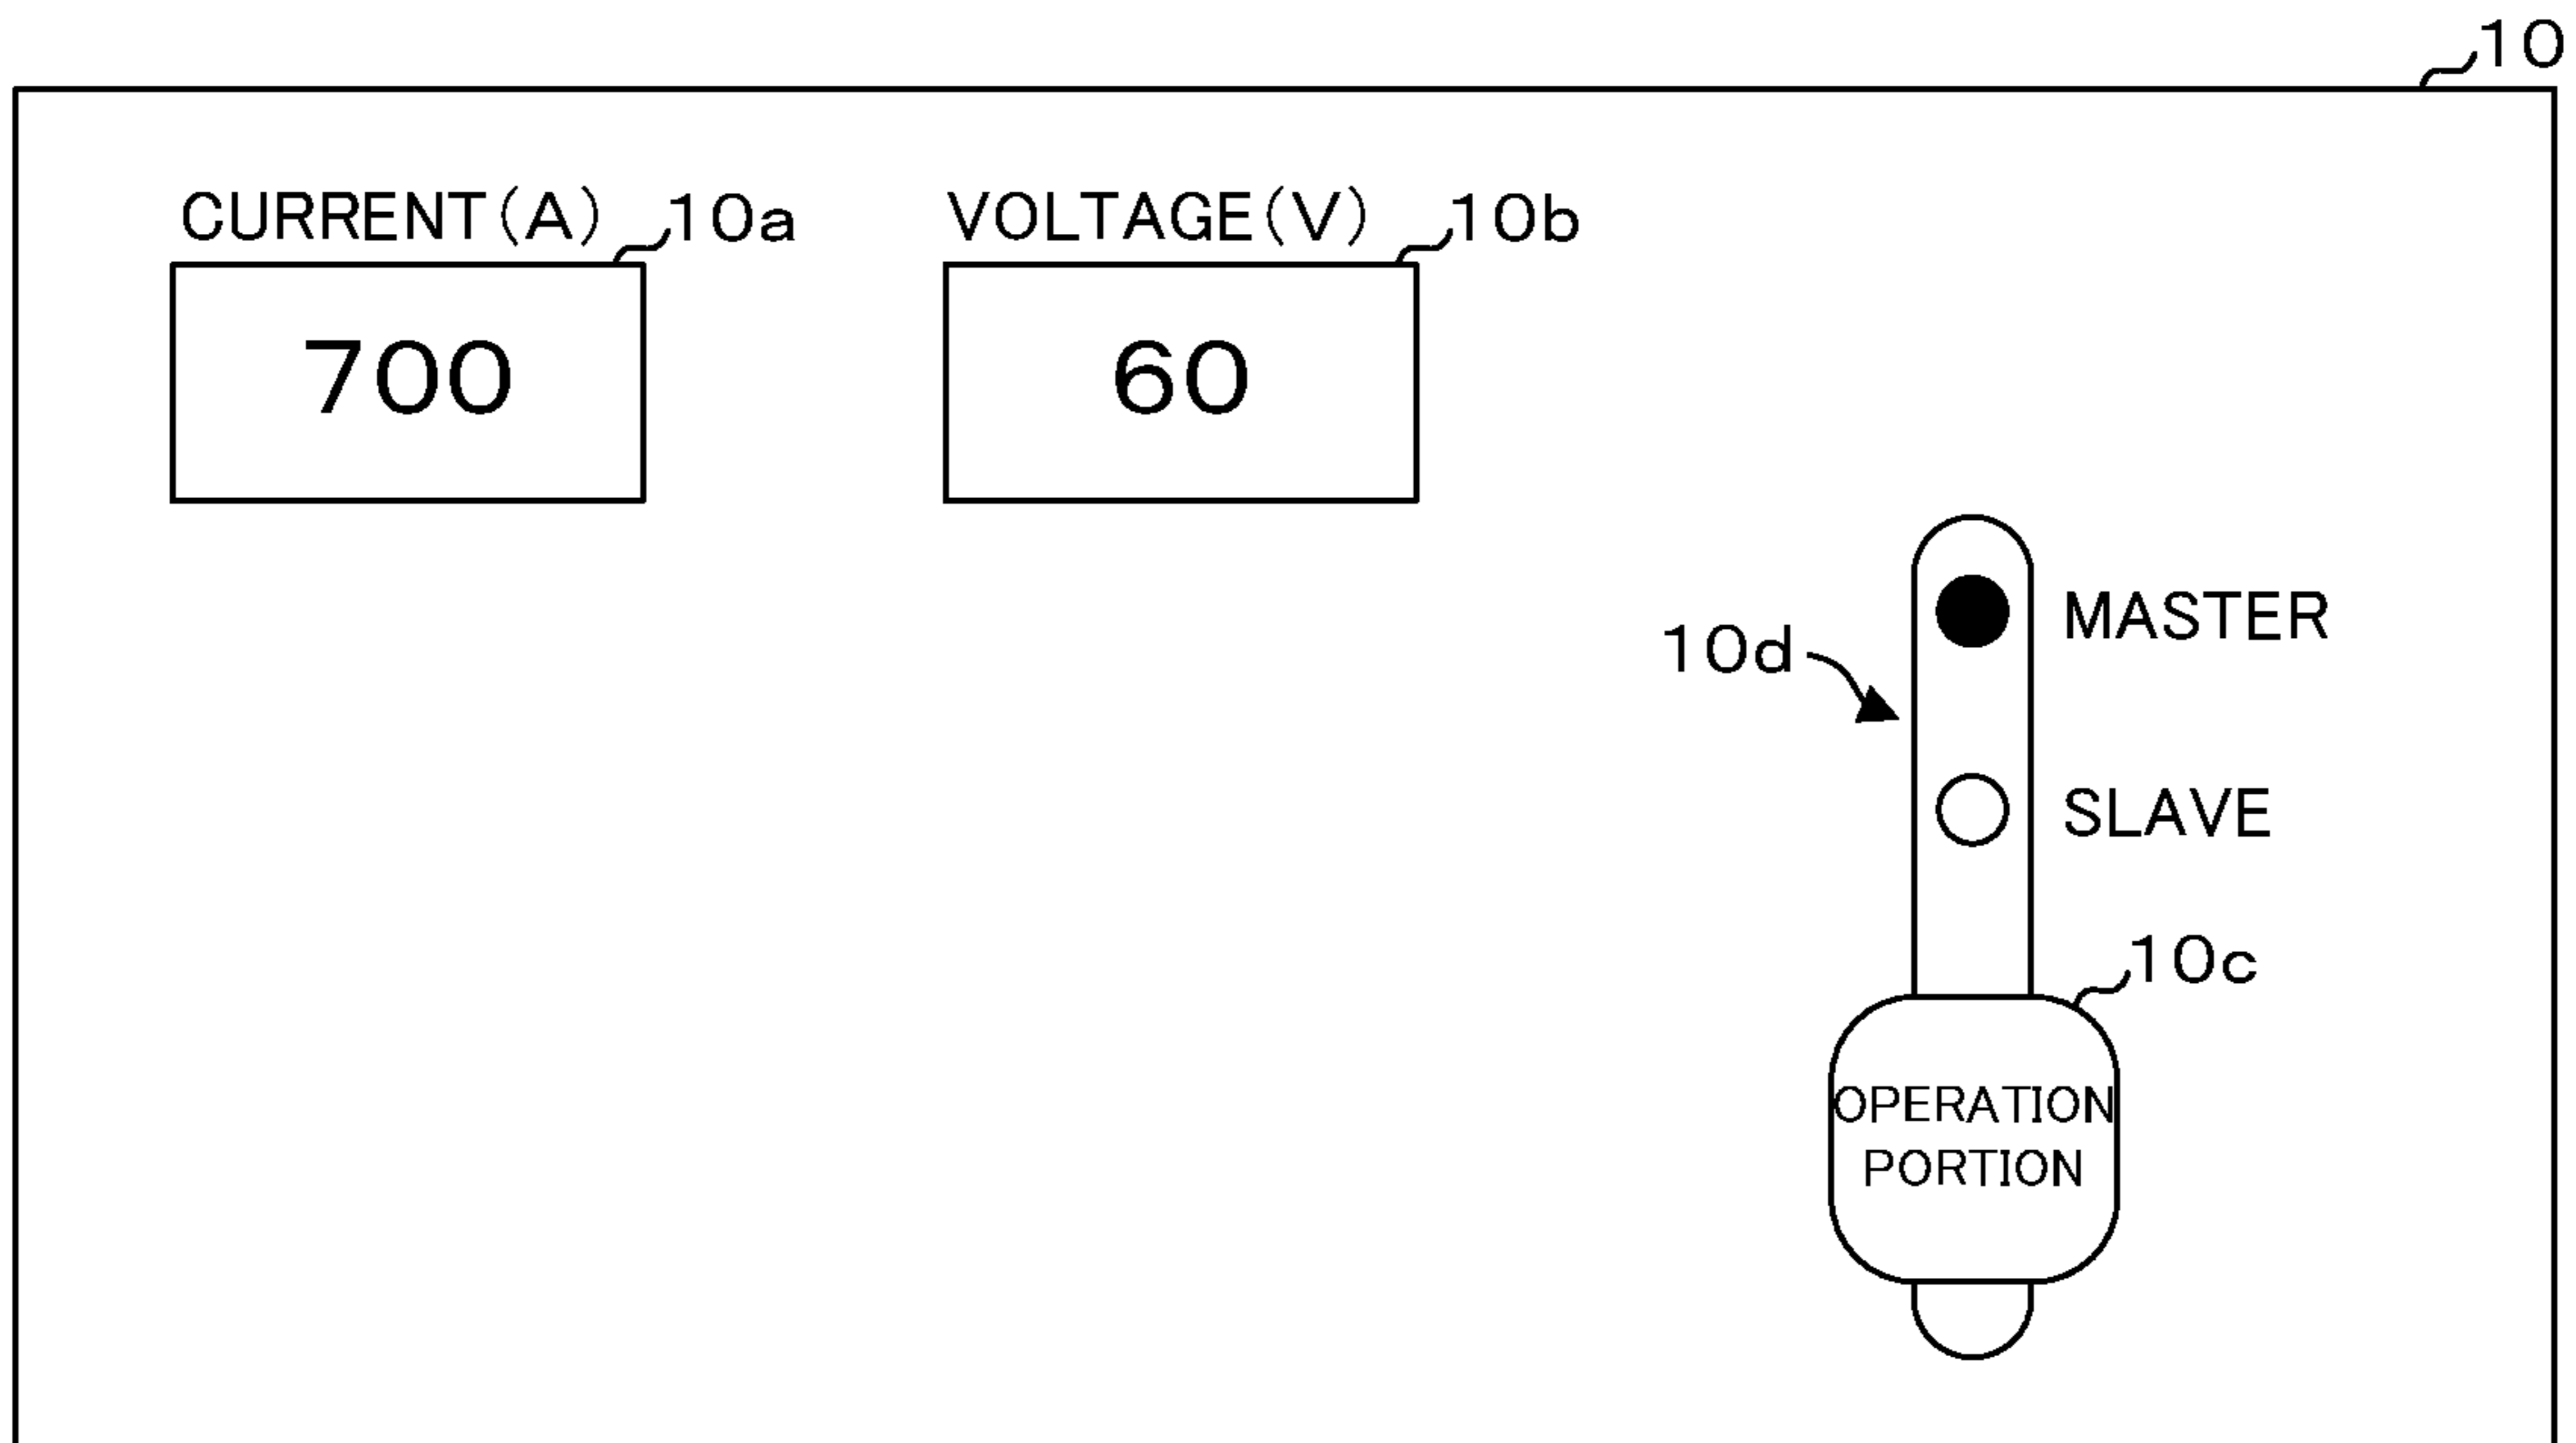 10
CURRENT(A) 10a
VOLTAGE(V) 10b
700
60
MASTER
10d
SLAVE
10c
OPERATION
PORTION